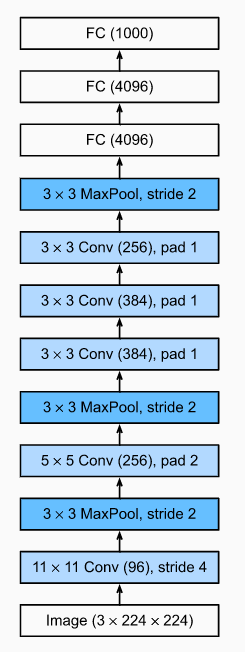 FC (1000)
FC (4096)
FC (4096)
3 × 3 MaxPool, stride 2
3 × 3 Conv (256), pad 1
3 × 3 Conv (384), pad 1
3 × 3 Conv (384), pad 1
3 × 3 MaxPool, stride 2
5 × 5 Conv (256), pad 2
3 × 3 MaxPool, stride 2
11 × 11 Conv (96), stride 4
Image (3 × 224 × 224)